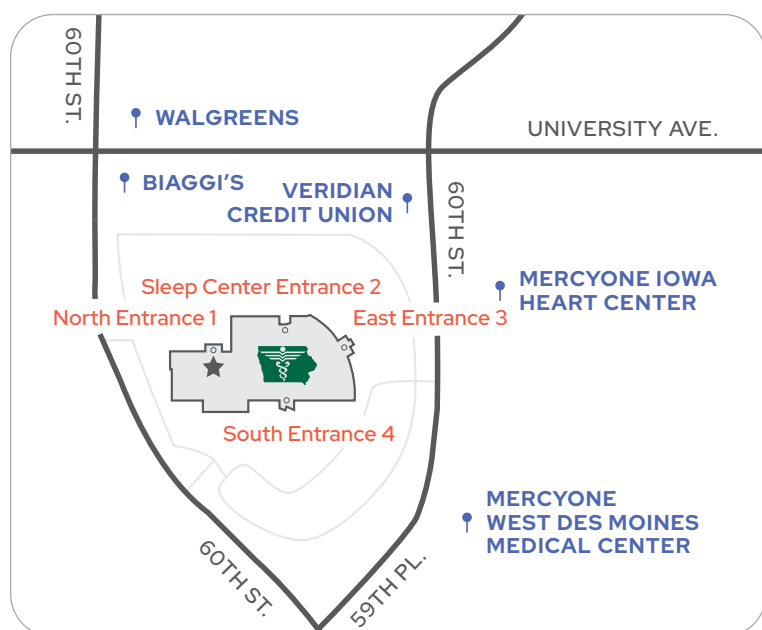 60TH ST.
WALGREENS
UNIVERSITY AVE.
BIAGGI'S
VERIDIAN
CREDIT UNION
60TH ST.
MERCYONE IOWA
HEART CENTER
Sleep Center Entrance 2
North Entrance 1
East Entrance 3
South Entrance 4
MERCYONE
WEST DES MOINES
MEDICAL CENTER
60TH ST.
59TH PL.